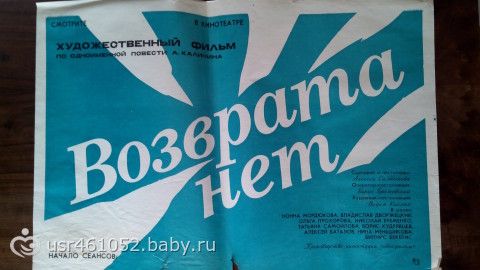 СМОТРИТЕ В КИНОТЕАТРЕ
ХУДОЖЕСТВЕННЫЙ ФИЛЬМ
ПО ОДНОИМЕННОЙ ПОВЕСТИ А. КАЛИНИНА
Возврата
нет
В ролях
НОННА МОРДЮКОВА, ВЛАДИСЛАВ ДВОРЖЕЦКИЙ,
ОЛЬГА ПРОХОРОВА, НИКОЛАЙ ЕРЕМЕНКО,
ТАТЬЯНА САМОЙЛОВА, БОРИС КУДРЯВЦЕВ,
АЛЕКСЕЙ БАТАЛОВ, НИНА МЕНЬШИКОВА,
НАЧАЛО СЕАНСОВ
usr461052.baby.ru